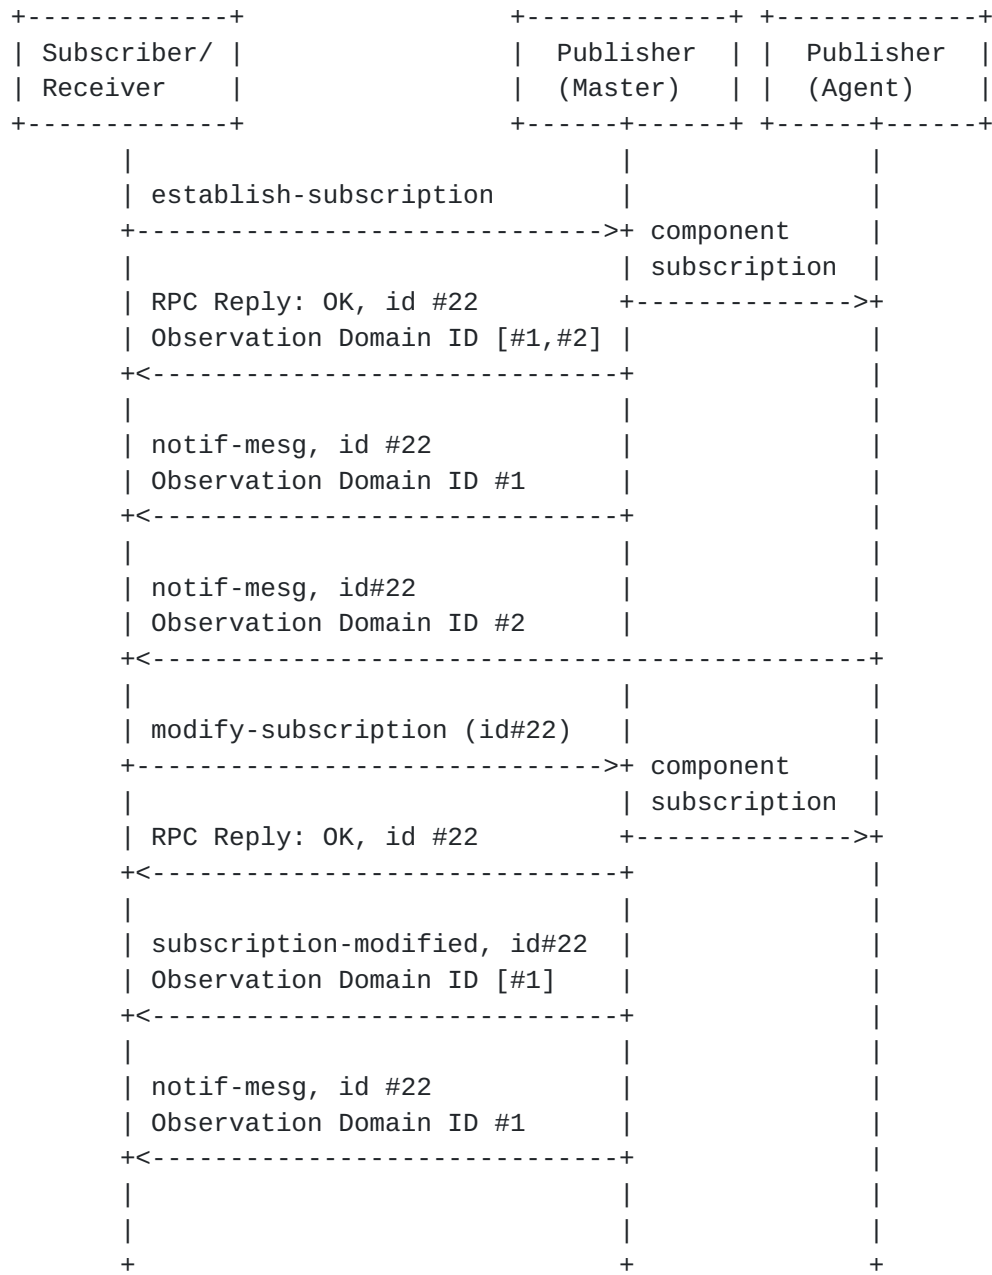 +-------------+                 +-------------+ +-------------+
| Subscriber/ |                 |  Publisher  | |  Publisher  |
| Receiver    |                 |  (Master)   | |  (Agent)    |
+-------------+                 +------+------+ +------+------+
       |                               |               |
       | establish-subscription        |               |
       +------------------------------>+ component     |
       |                               | subscription  |
       | RPC Reply: OK, id #22         +-------------->+
       | Observation Domain ID [#1,#2] |               |
       +<------------------------------+               |
       |                               |               |
       | notif-mesg, id #22            |               |
       | Observation Domain ID #1      |               |
       +<------------------------------+               |
       |                               |               |
       | notif-mesg, id#22             |               |
       | Observation Domain ID #2      |               |
       +<----------------------------------------------+
       |                               |               |
       | modify-subscription (id#22)   |               |
       +------------------------------>+ component     |
       |                               | subscription  |
       | RPC Reply: OK, id #22         +-------------->+
       +<------------------------------+               |
       |                               |               |
       | subscription-modified, id#22  |               |
       | Observation Domain ID [#1]    |               |
       +<------------------------------+               |
       |                               |               |
       | notif-mesg, id #22            |               |
       | Observation Domain ID #1      |               |
       +<------------------------------+               |
       |                               |               |
       |                               |               |
       +                               +               +